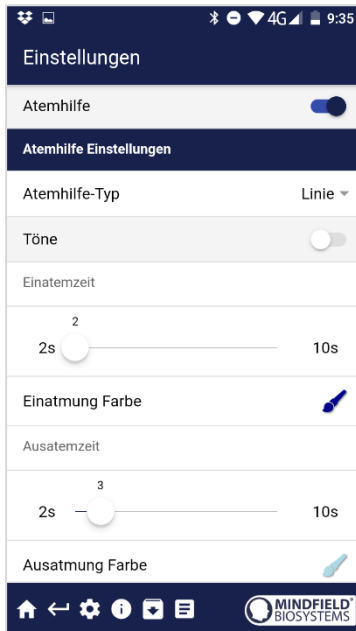 4G 9:35
Einstellungen
Atemhilfe
Atemhilfe Einstellungen
Atemhilfe-Typ Linie
Töne
Einatemzeit
2
2s 10s
Einatmung Farbe
Ausatemzeit
3
2s 10s
Ausatmung Farbe
MINDFIELD®
BIOSYSTEMS